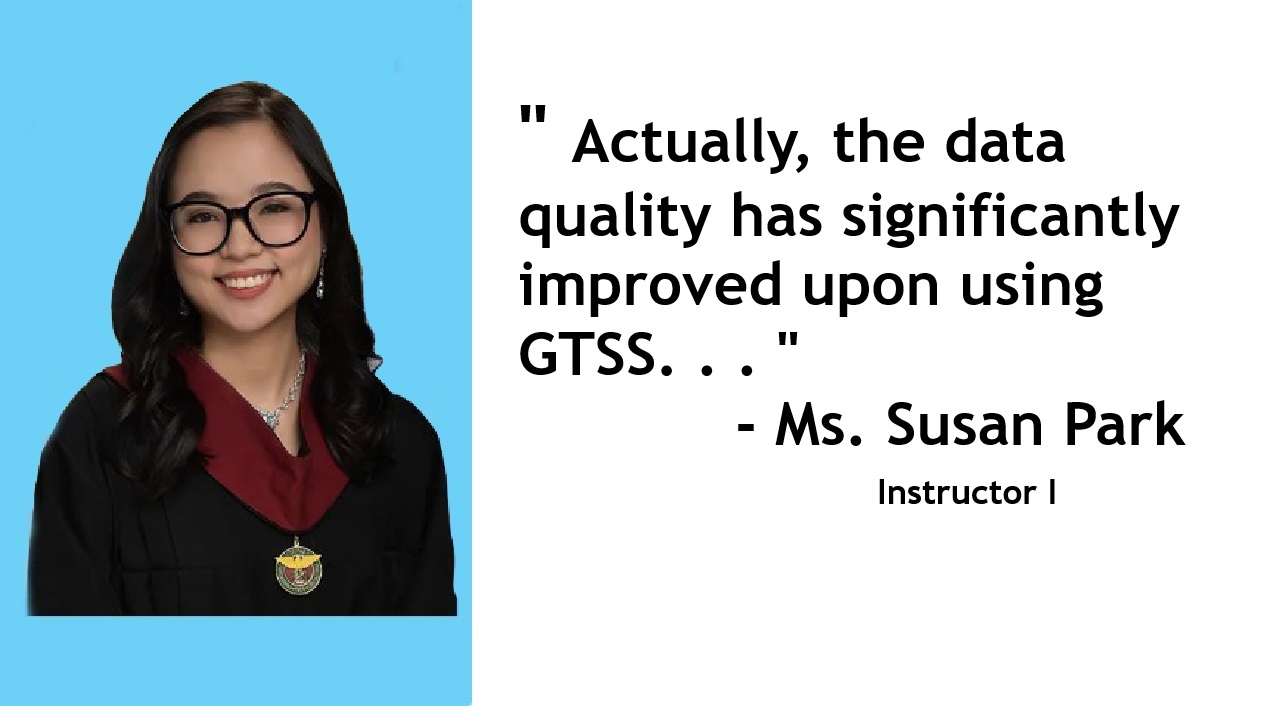 " Actually, the data
quality has significantly
improved upon using
GTSS. . . "
- Ms. Susan Park
Instructor I